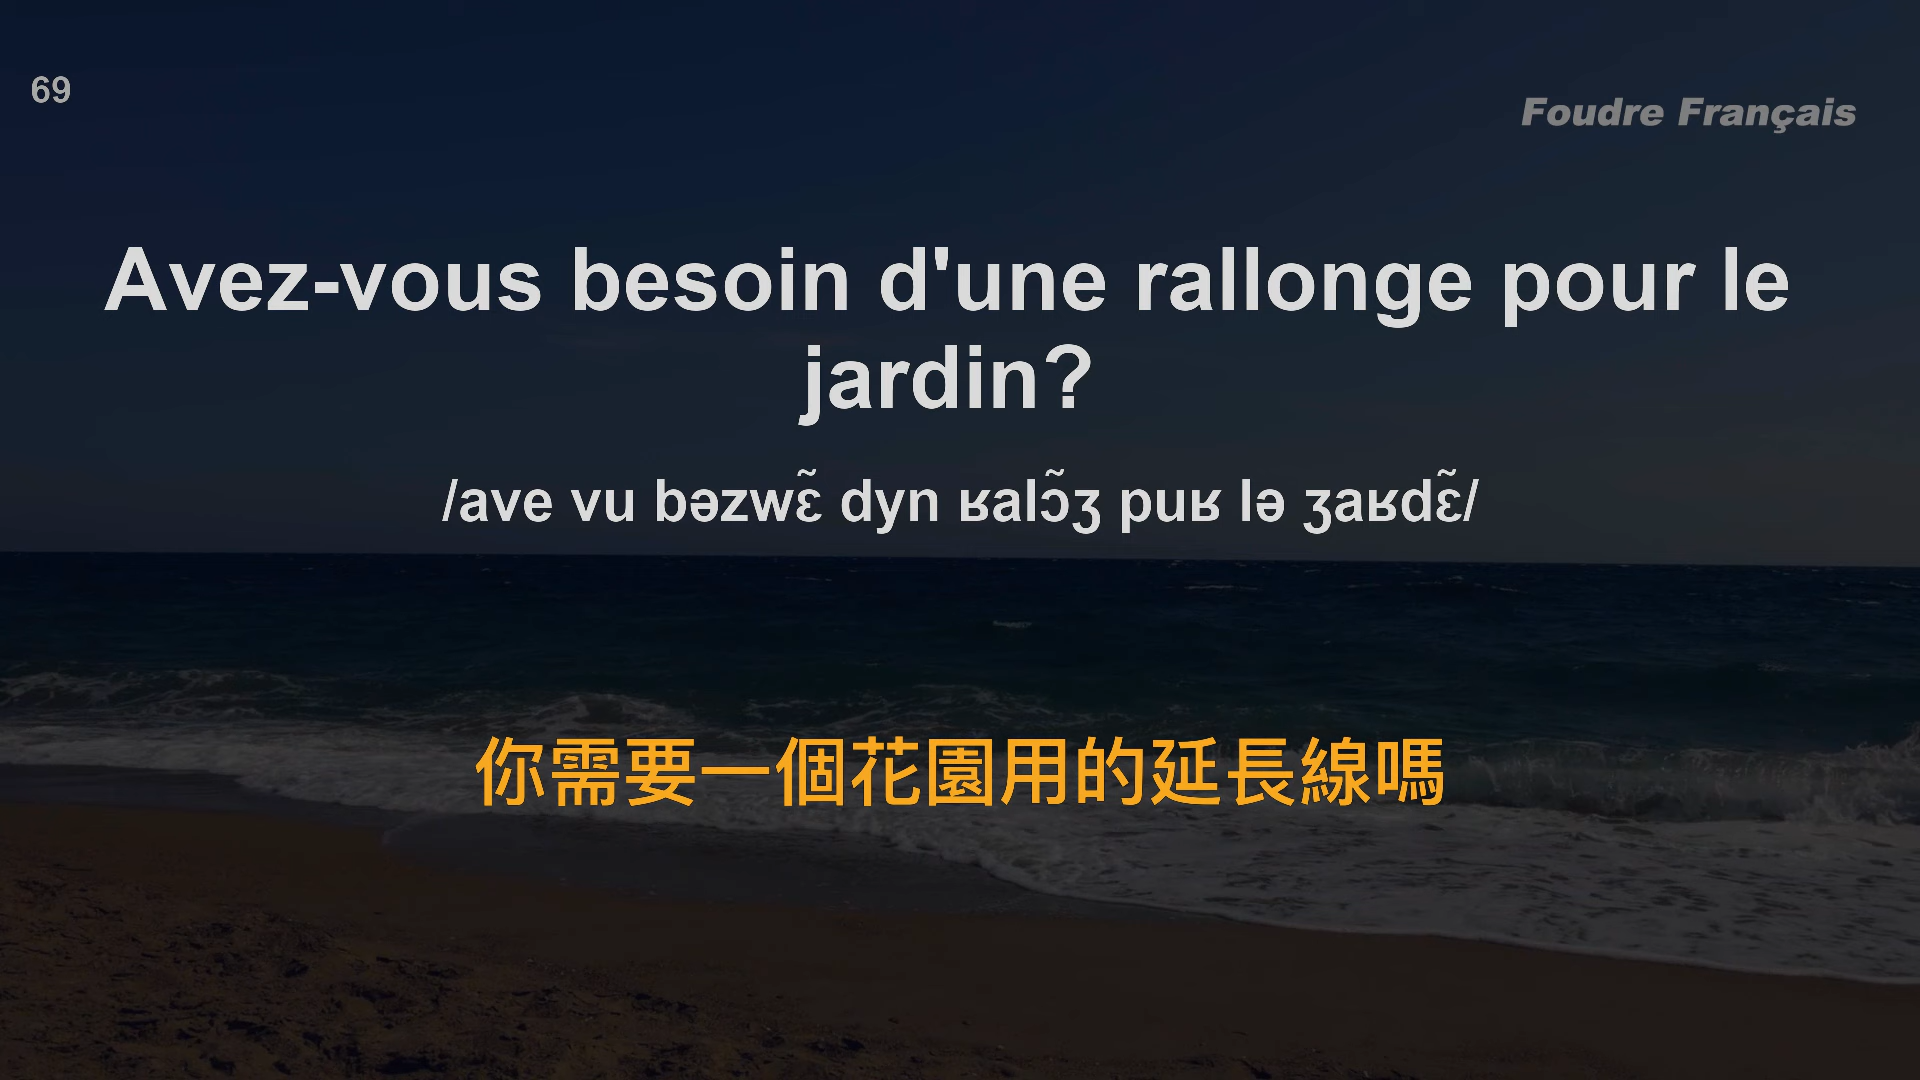 69
Foudre Français
Avez-vous besoin d'une rallonge pour le
jardin?
/ave vu bəzwɛ̃ dyn ʁalɔ̃ʒ puʁ lə ʒaʁdɛ̃/
你需要一個花園用的延長線嗎